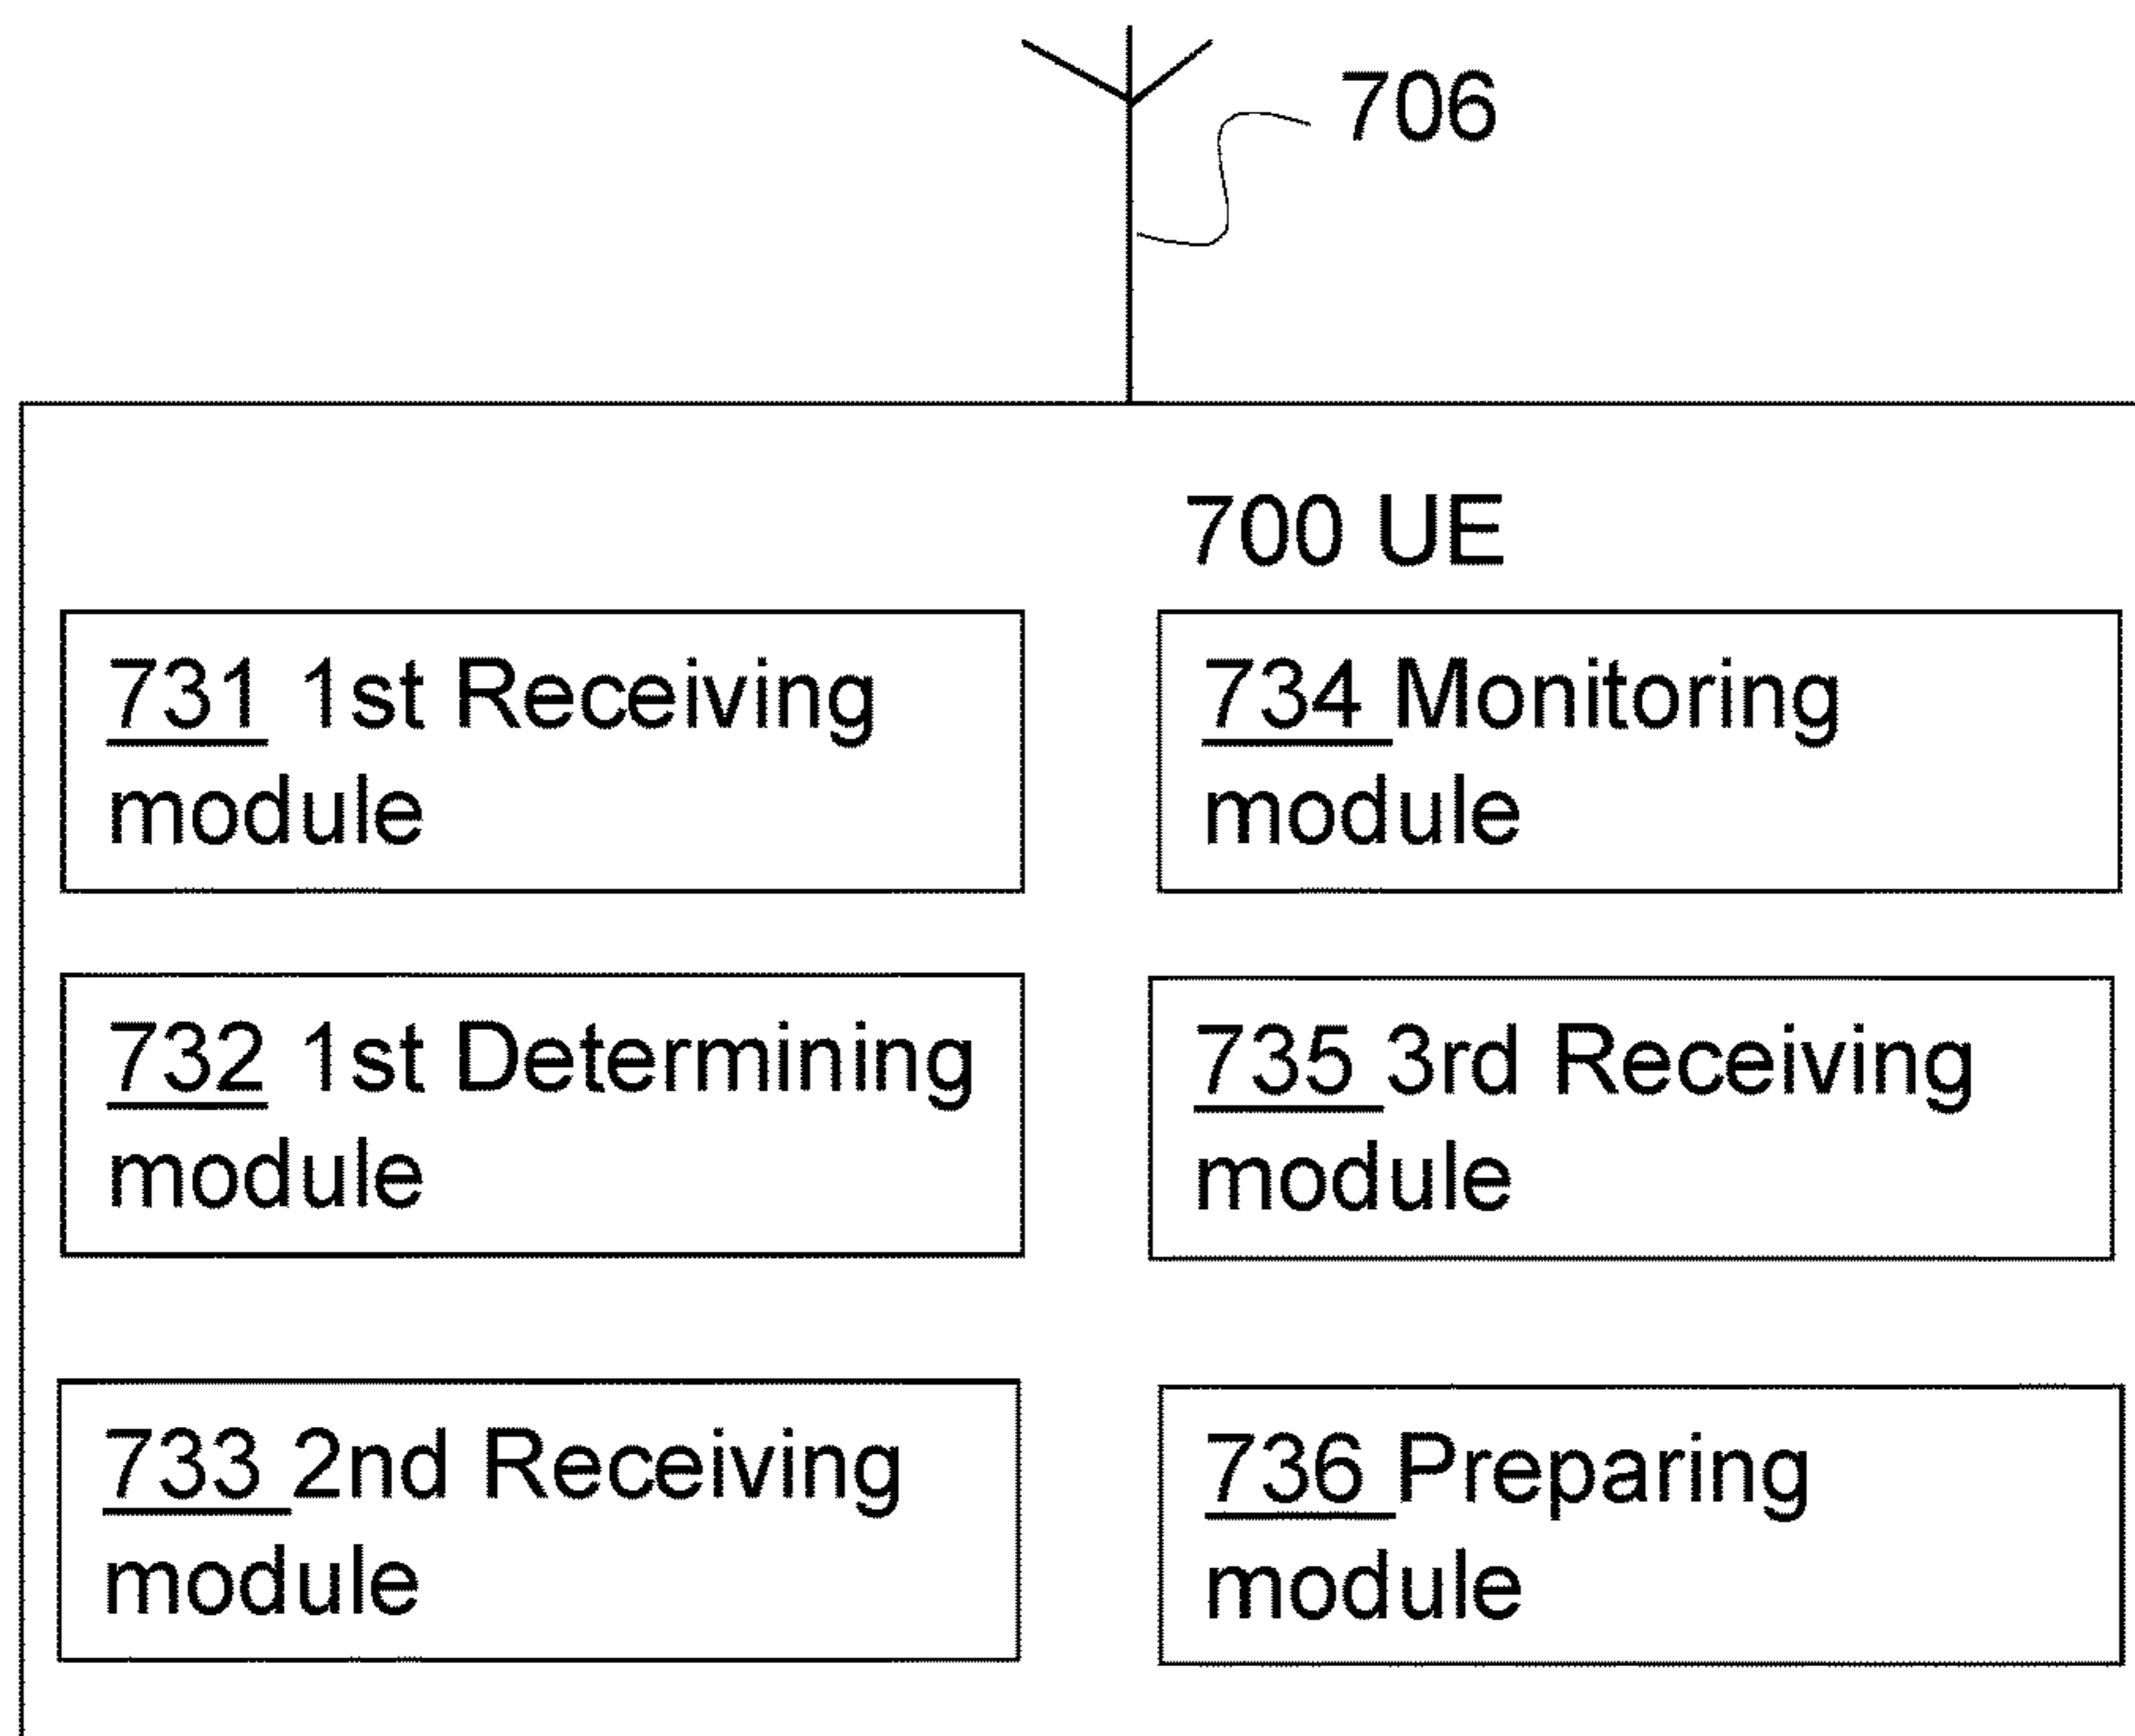 706
700 UE
731 1st Receiving
module
734 Monitoring
module
732 1st Determining
module
735 3rd Receiving
module
733 2nd Receiving
module
736 Preparing
module